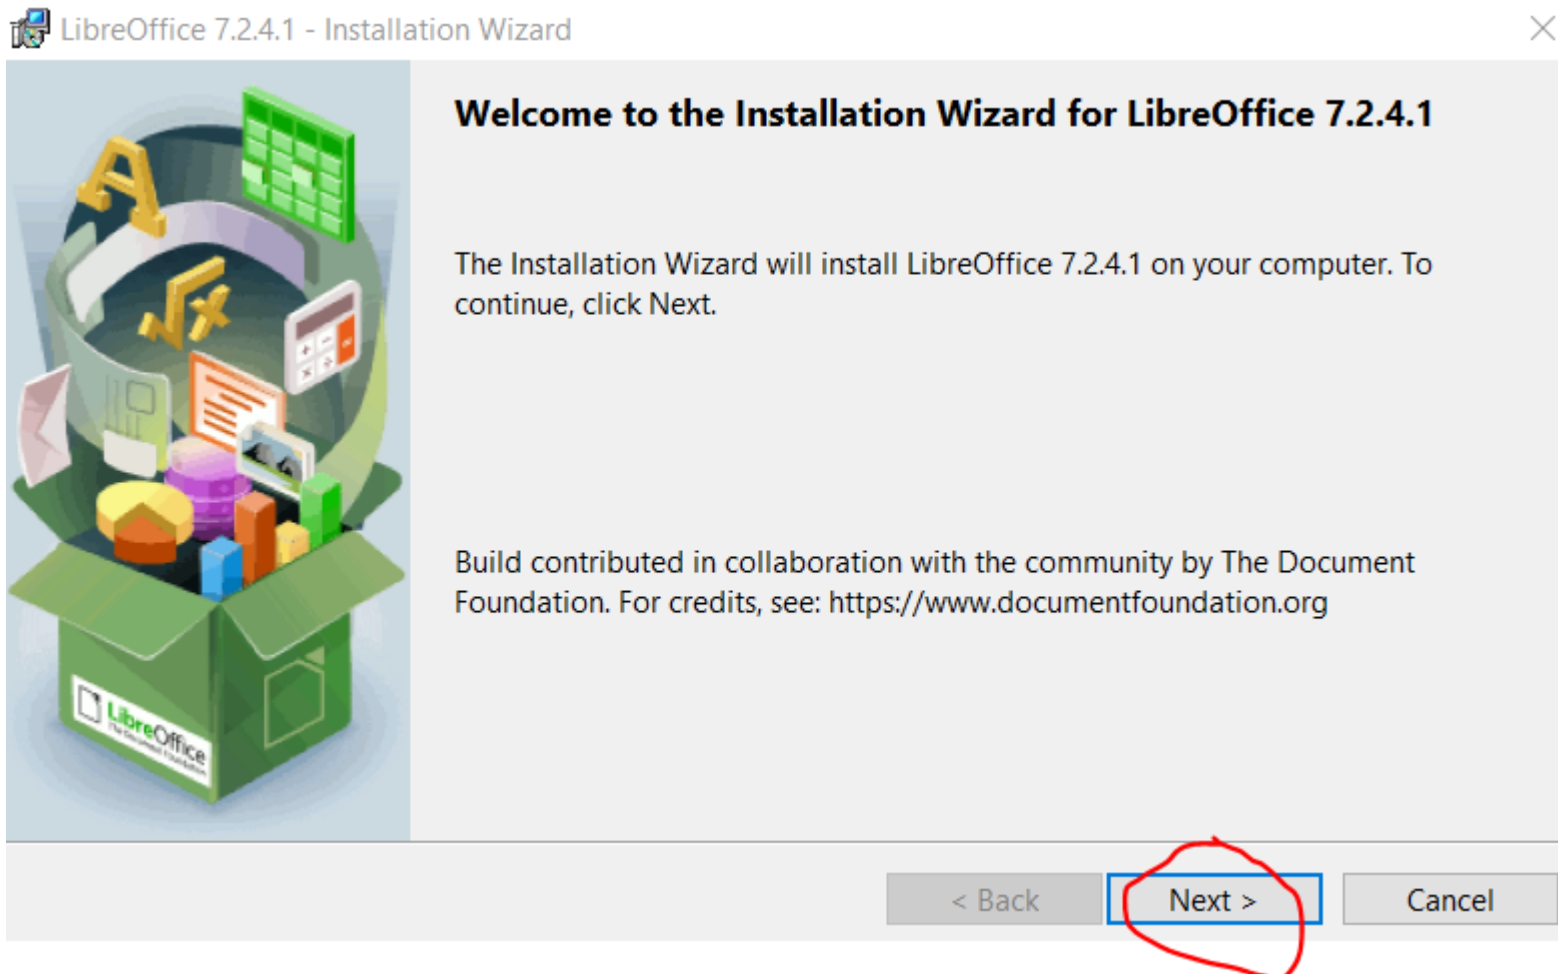 LibreOffice 7.2.4.1 - Installation Wizard
Welcome to the Installation Wizard for LibreOffice 7.2.4.1
The Installation Wizard will install LibreOffice 7.2.4.1 on your computer. To
continue, click Next.
Build contributed in collaboration with the community by The Document
Foundation. For credits, see: https://www.documentfoundation.org
A
√x
+ -
× ÷
LibreOffice
The Document Foundation
< Back
Next >
Cancel